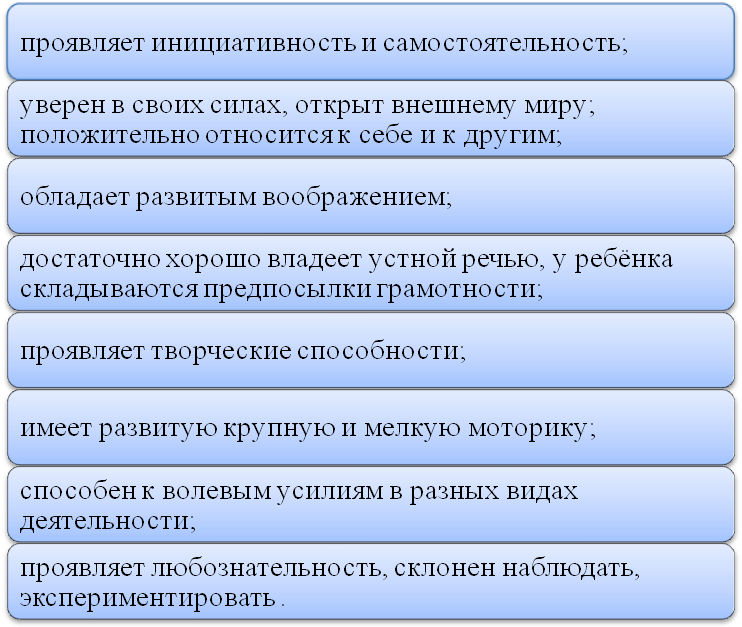 проявляет инициативность и самостоятельность;
уверен в своих силах, открыт внешнему миру;
положительно относится к себе и к другим;
обладает развитым воображением;
достаточно хорошо владеет устной речью, у ребёнка
складываются предпосылки грамотности;
проявляет творческие способности;
имеет развитую крупную и мелкую моторику;
способен к волевым усилиям в разных видах
деятельности;
проявляет любознательность, склонен наблюдать,
экспериментировать .